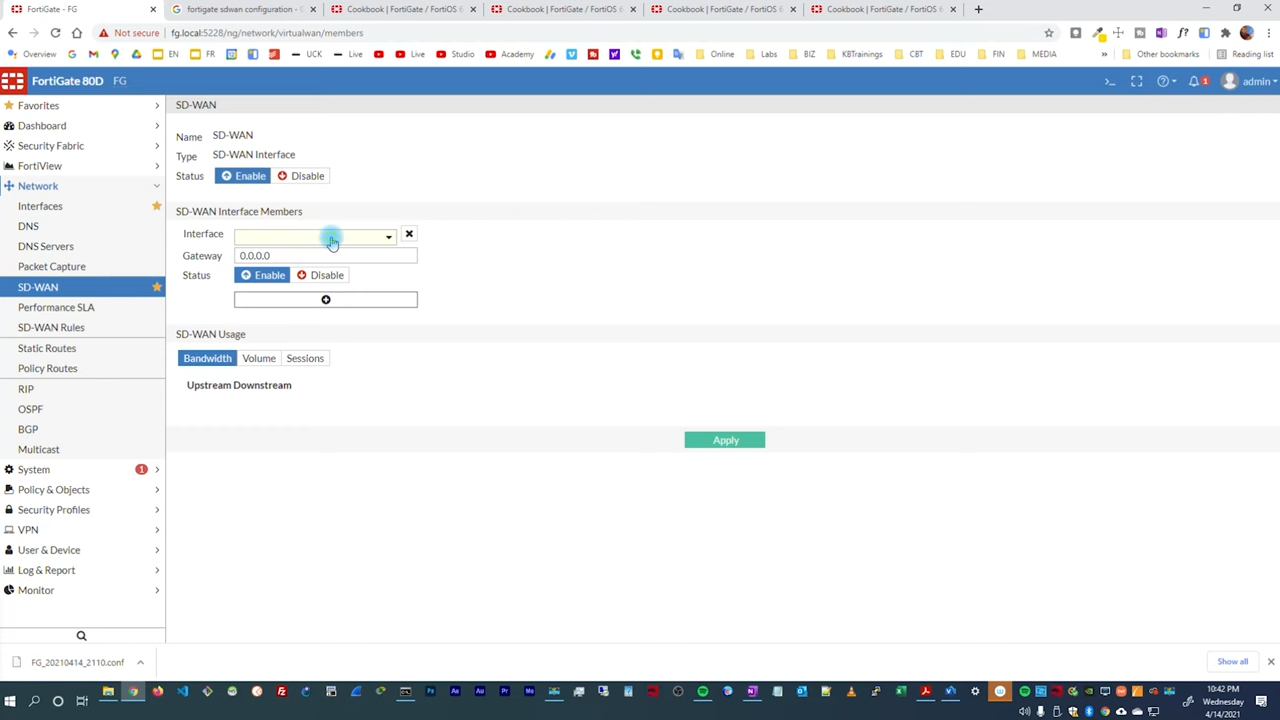 FortiGate - FG
fortigate sdwan configuration - G
Cookbook | FortiGate / FortiOS 6
Cookbook | FortiGate / FortiOS 6
Cookbook | FortiGate / FortiOS 6
Cookbook | FortiGate / FortiOS 6
Not secure | fg.local:5228/ng/network/virtualwan/members
Overview
EN
FR
UCK
Live
Live
Studio
Academy
Online
Labs
BIZ
KBTrainings
CBT
EDU
FIN
MEDIA
»
Other bookmarks
Reading list
FortiGate 80D FG
>_
1
admin
Favorites
Dashboard
Security Fabric
FortiView
Network
Interfaces
DNS
DNS Servers
Packet Capture
SD-WAN
Performance SLA
SD-WAN Rules
Static Routes
Policy Routes
RIP
OSPF
BGP
Multicast
System 1
Policy & Objects
Security Profiles
VPN
User & Device
Log & Report
Monitor
SD-WAN
Name SD-WAN
Type SD-WAN Interface
Status Enable Disable
SD-WAN Interface Members
Interface
Gateway 0.0.0.0
Status Enable Disable
SD-WAN Usage
Bandwidth Volume Sessions
Upstream Downstream
Apply
FG_20210414_2110.conf
Show all
10:42 PM
Wednesday
4/14/2021